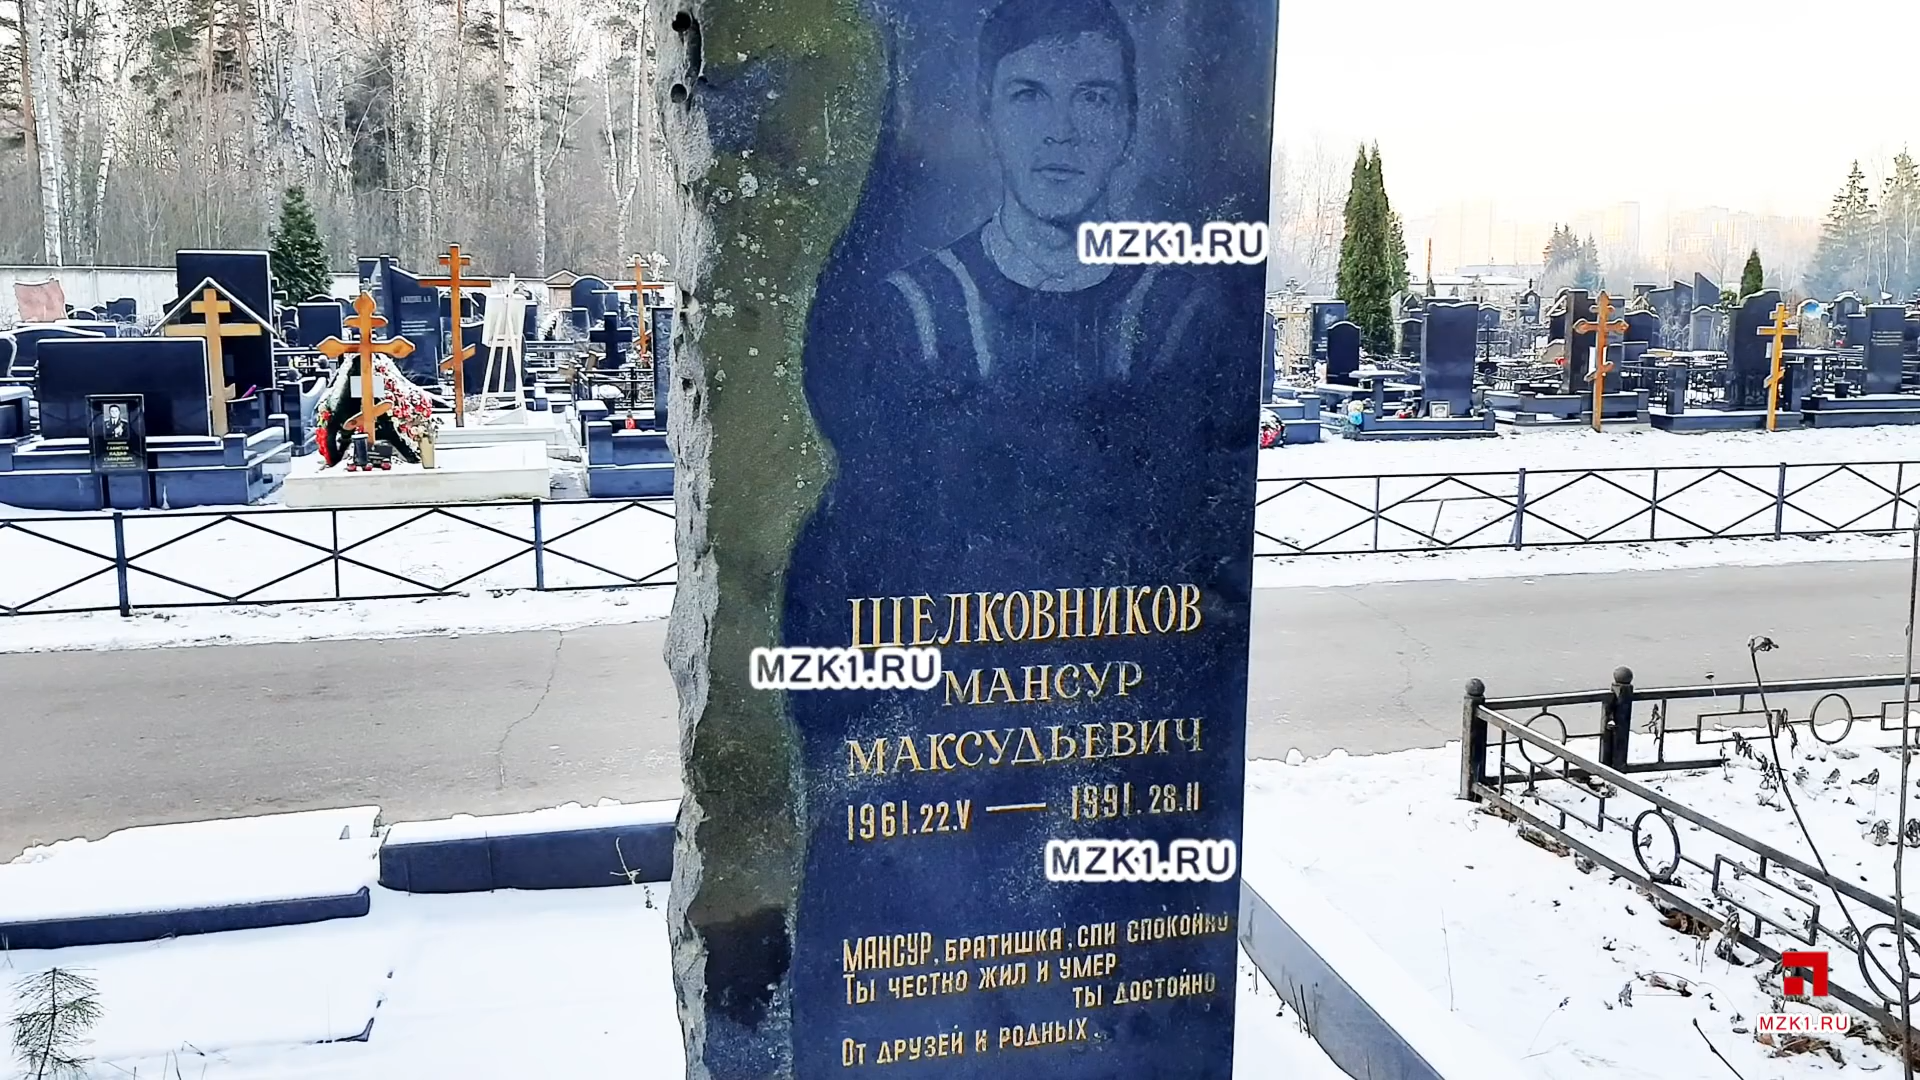 MZK1.RU
ШЕЛКОВНИКОВ
MZK1.RU
МАНСУР
МАКСУДЬЕВИЧ
1961.22.V — 1991.28.II
MZK1.RU
МАНСУР, БРАТИШКА, СПИ СПОКОЙНО
ТЫ ЧЕСТНО ЖИЛ И УМЕР
ТЫ ДОСТОЙНО
ОТ ДРУЗЕЙ И РОДНЫХ.
MZK1.RU